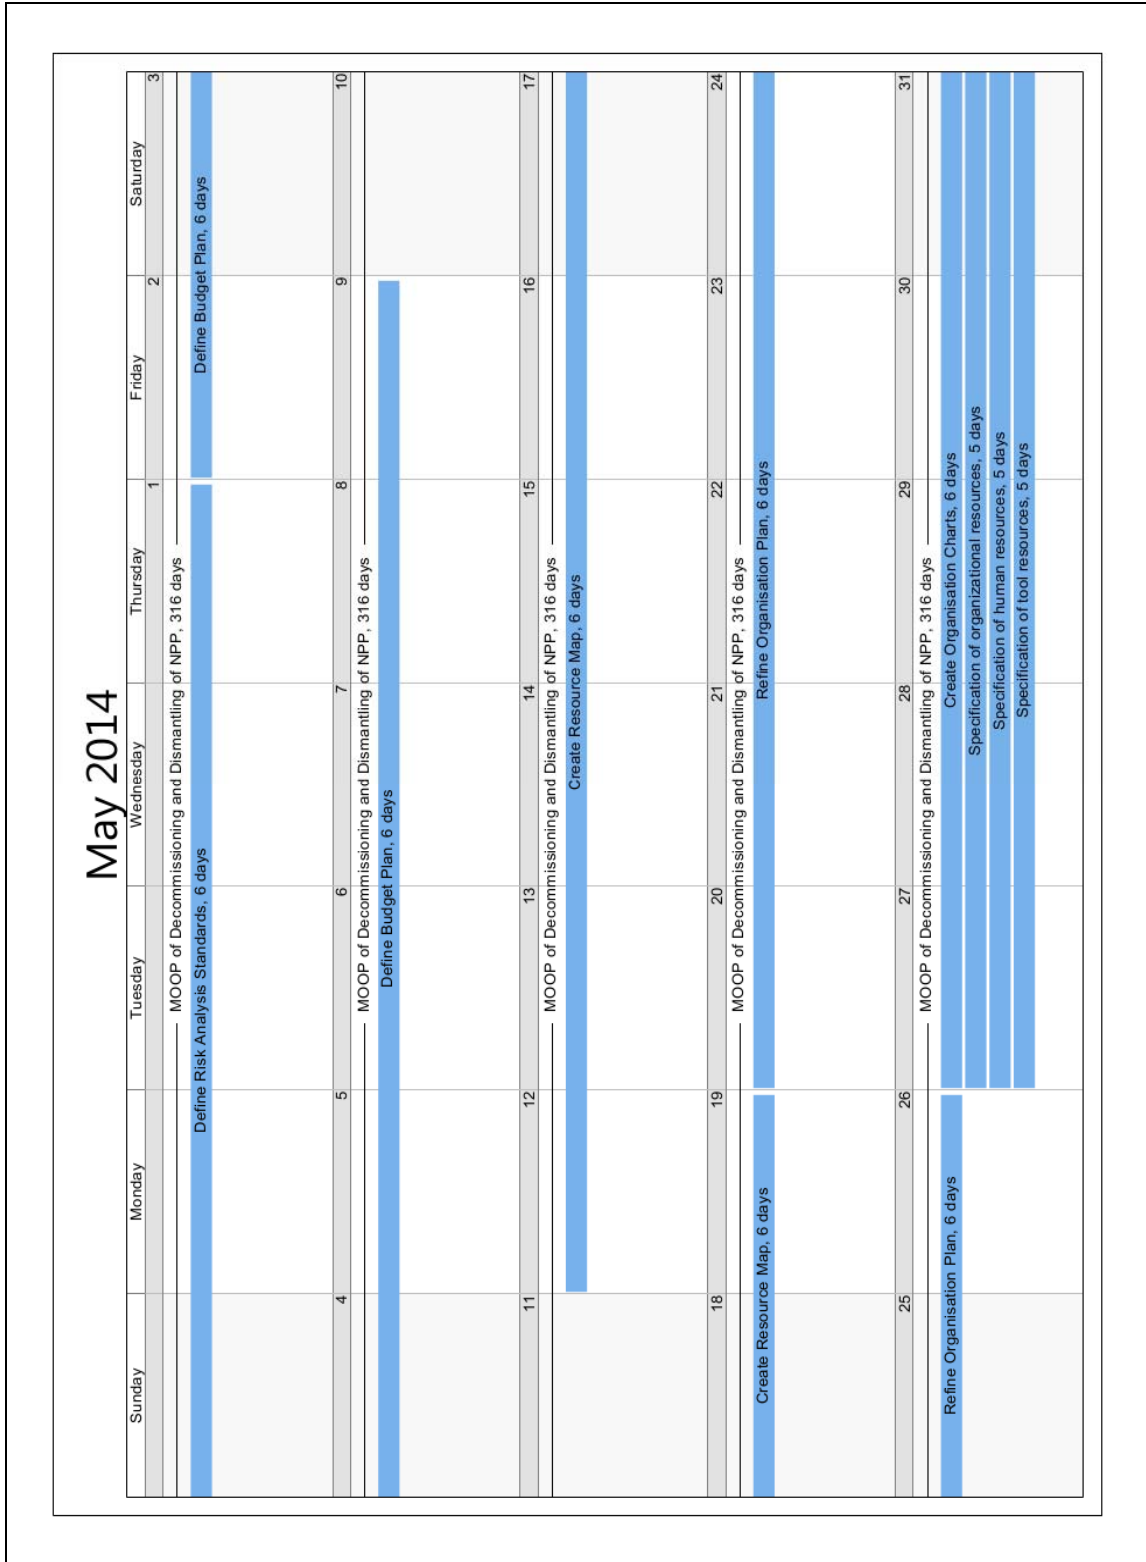 May 2014
Sunday Monday Tuesday Wednesday Thursday Friday Saturday
1 2 3
MOOP of Decommissioning and Dismantling of NPP, 316 days
Define Risk Analysis Standards, 6 days Define Budget Plan, 6 days
4 5 6 7 8 9 10
MOOP of Decommissioning and Dismantling of NPP, 316 days
Define Budget Plan, 6 days
11 12 13 14 15 16 17
MOOP of Decommissioning and Dismantling of NPP, 316 days
Create Resource Map, 6 days
18 19 20 21 22 23 24
MOOP of Decommissioning and Dismantling of NPP, 316 days
Create Resource Map, 6 days Refine Organisation Plan, 6 days
25 26 27 28 29 30 31
MOOP of Decommissioning and Dismantling of NPP, 316 days
Refine Organisation Plan, 6 days Create Organisation Charts, 6 days
Specification of organizational resources, 5 days
Specification of human resources, 5 days
Specification of tool resources, 5 days